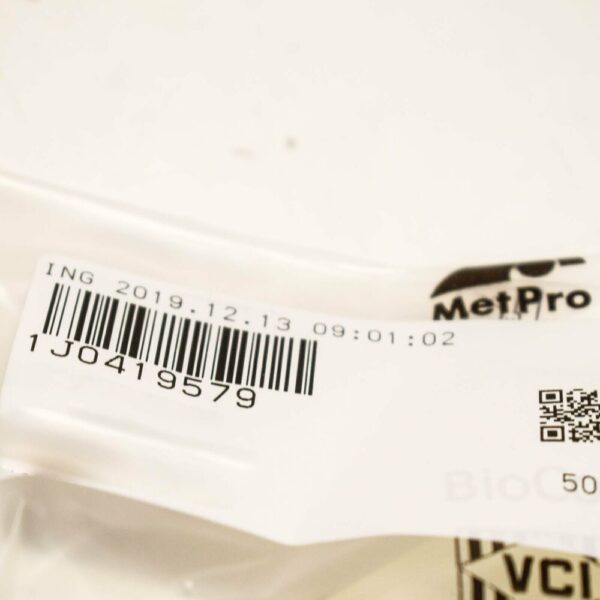 ING 2019.12.13 09:01:02
1J0419579
MetPro
50
VCI